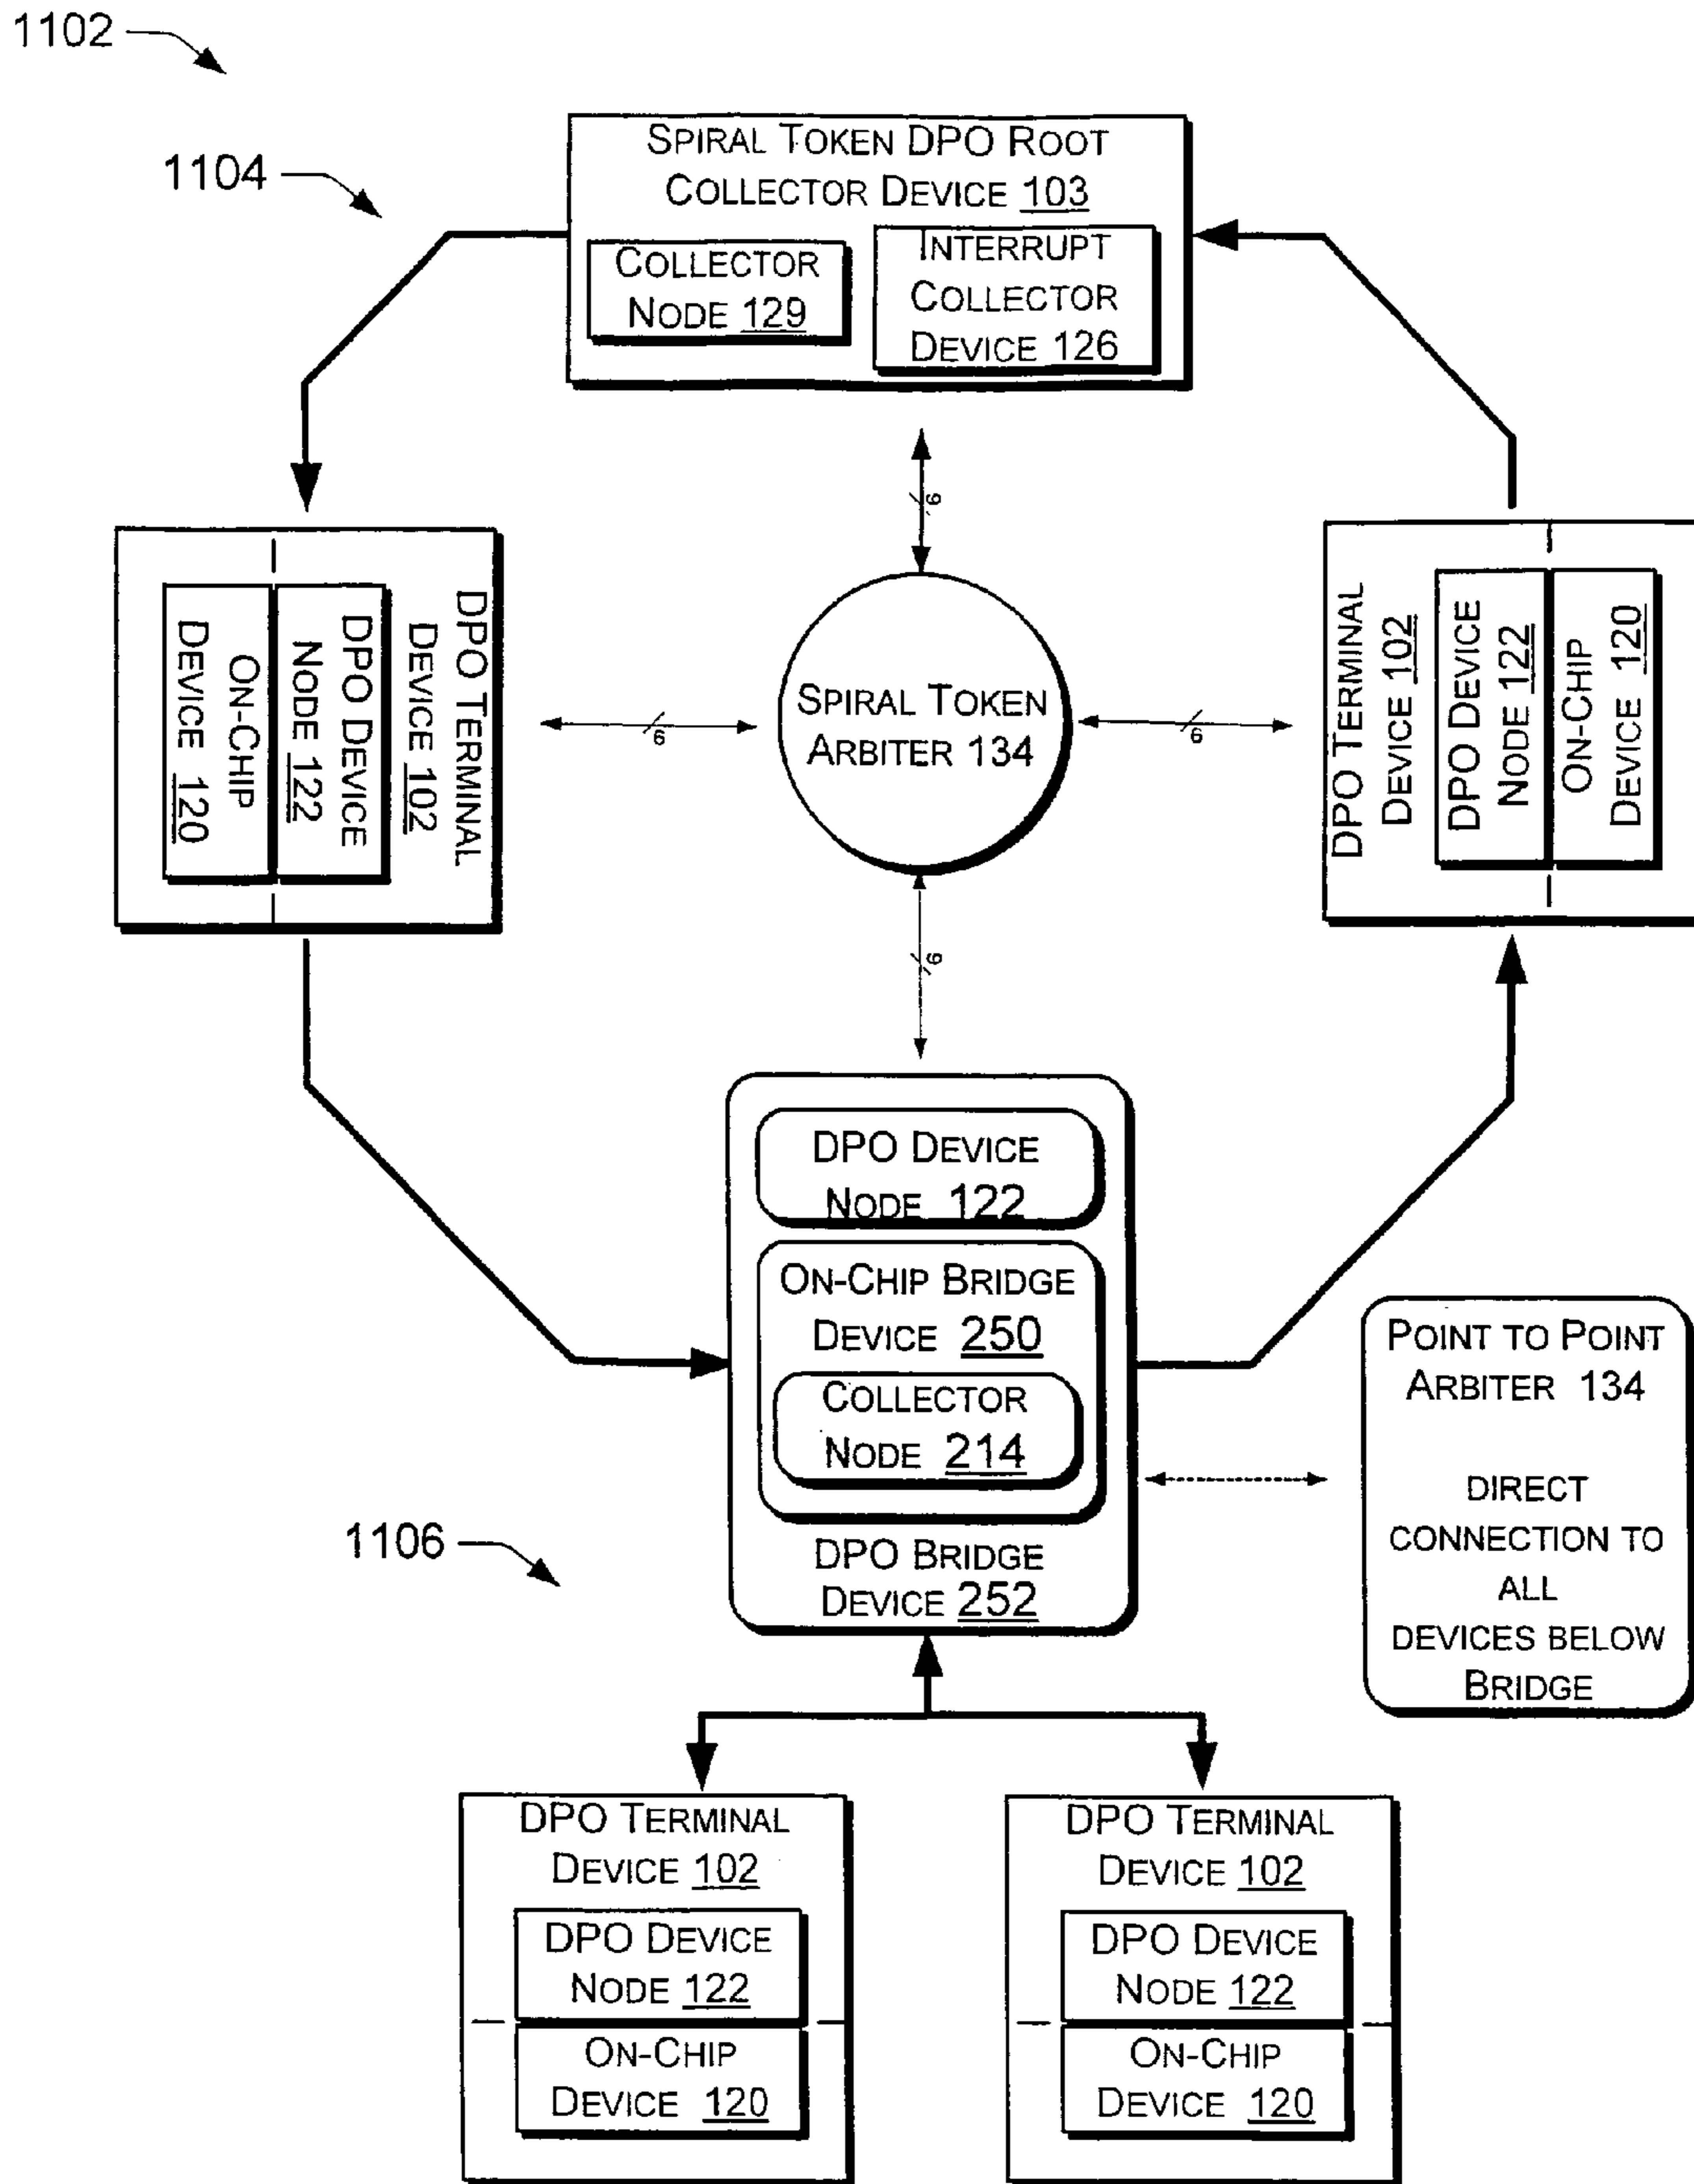 1102
1104
SPIRAL TOKEN DPO ROOT
COLLECTOR DEVICE 103
COLLECTOR
NODE 129
INTERRUPT
COLLECTOR
DEVICE 126
6
DPO TERMINAL
DEVICE 102
DPO DEVICE
NODE 122
ON-CHIP
DEVICE 120
6
SPIRAL TOKEN
ARBITER 134
6
DPO TERMINAL
DEVICE 102
DPO DEVICE
NODE 122
ON-CHIP
DEVICE 120
6
DPO DEVICE
NODE 122
ON-CHIP BRIDGE
DEVICE 250
COLLECTOR
NODE 214
DPO BRIDGE
DEVICE 252
1106
POINT TO POINT
ARBITER 134
DIRECT
CONNECTION TO
ALL
DEVICES BELOW
BRIDGE
DPO TERMINAL
DEVICE 102
DPO DEVICE
NODE 122
ON-CHIP
DEVICE 120
DPO TERMINAL
DEVICE 102
DPO DEVICE
NODE 122
ON-CHIP
DEVICE 120